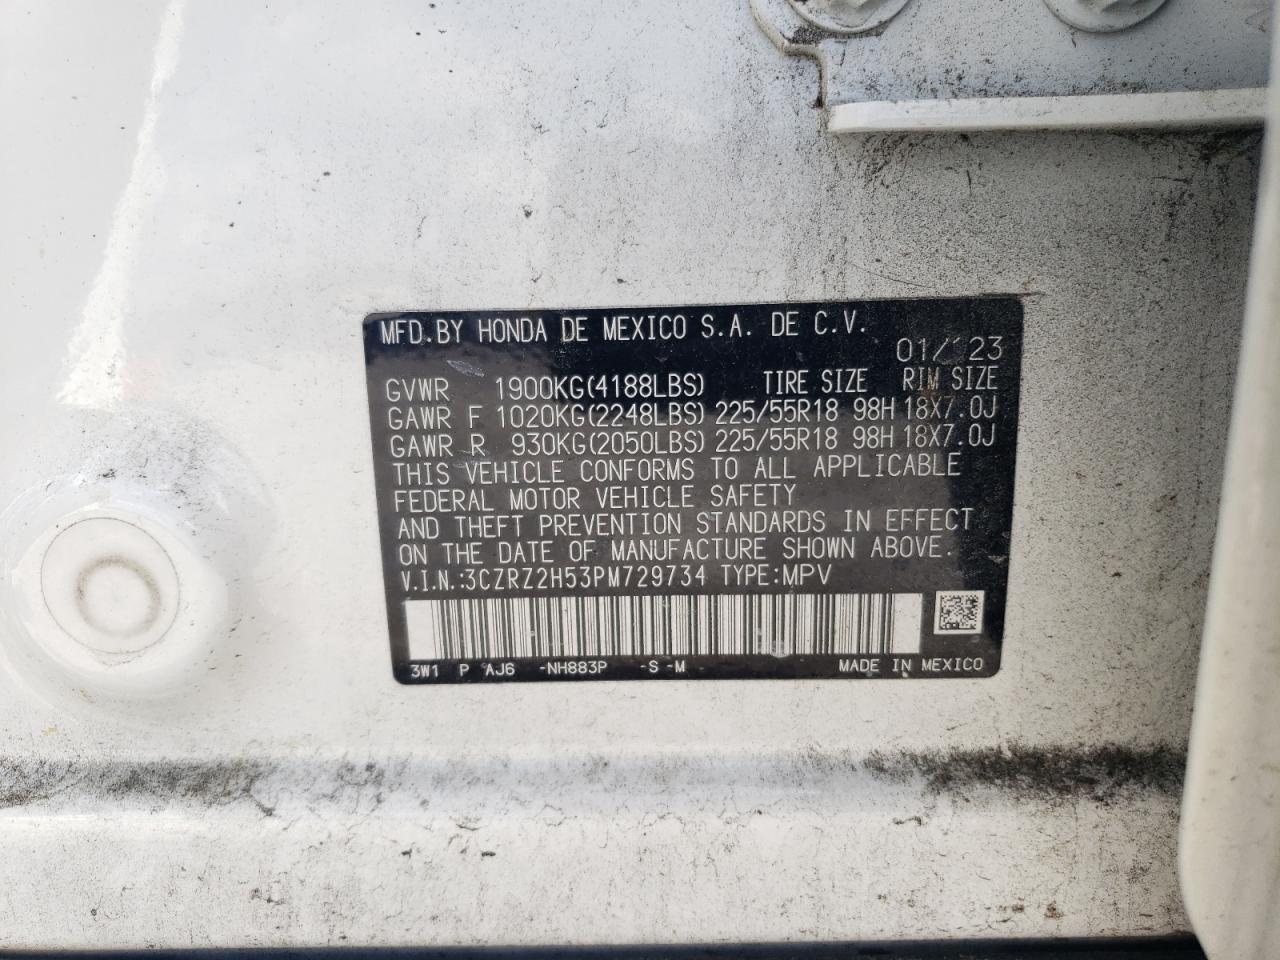 MFD.BY HONDA DE MEXICO S.A. DE C.V.
01/'23
GVWR 1900KG(4188LBS) TIRE SIZE RIM SIZE
GAWR F 1020KG(2248LBS) 225/55R18 98H 18X7.0J
GAWR R 930KG(2050LBS) 225/55R18 98H 18X7.0J
THIS VEHICLE CONFORMS TO ALL APPLICABLE
FEDERAL MOTOR VEHICLE SAFETY
AND THEFT PREVENTION STANDARDS IN EFFECT
ON THE DATE OF MANUFACTURE SHOWN ABOVE.
V.I.N.:3CZRZ2H53PM729734 TYPE:MPV
3W1 P AJ6 -NH883P -S -M MADE IN MEXICO